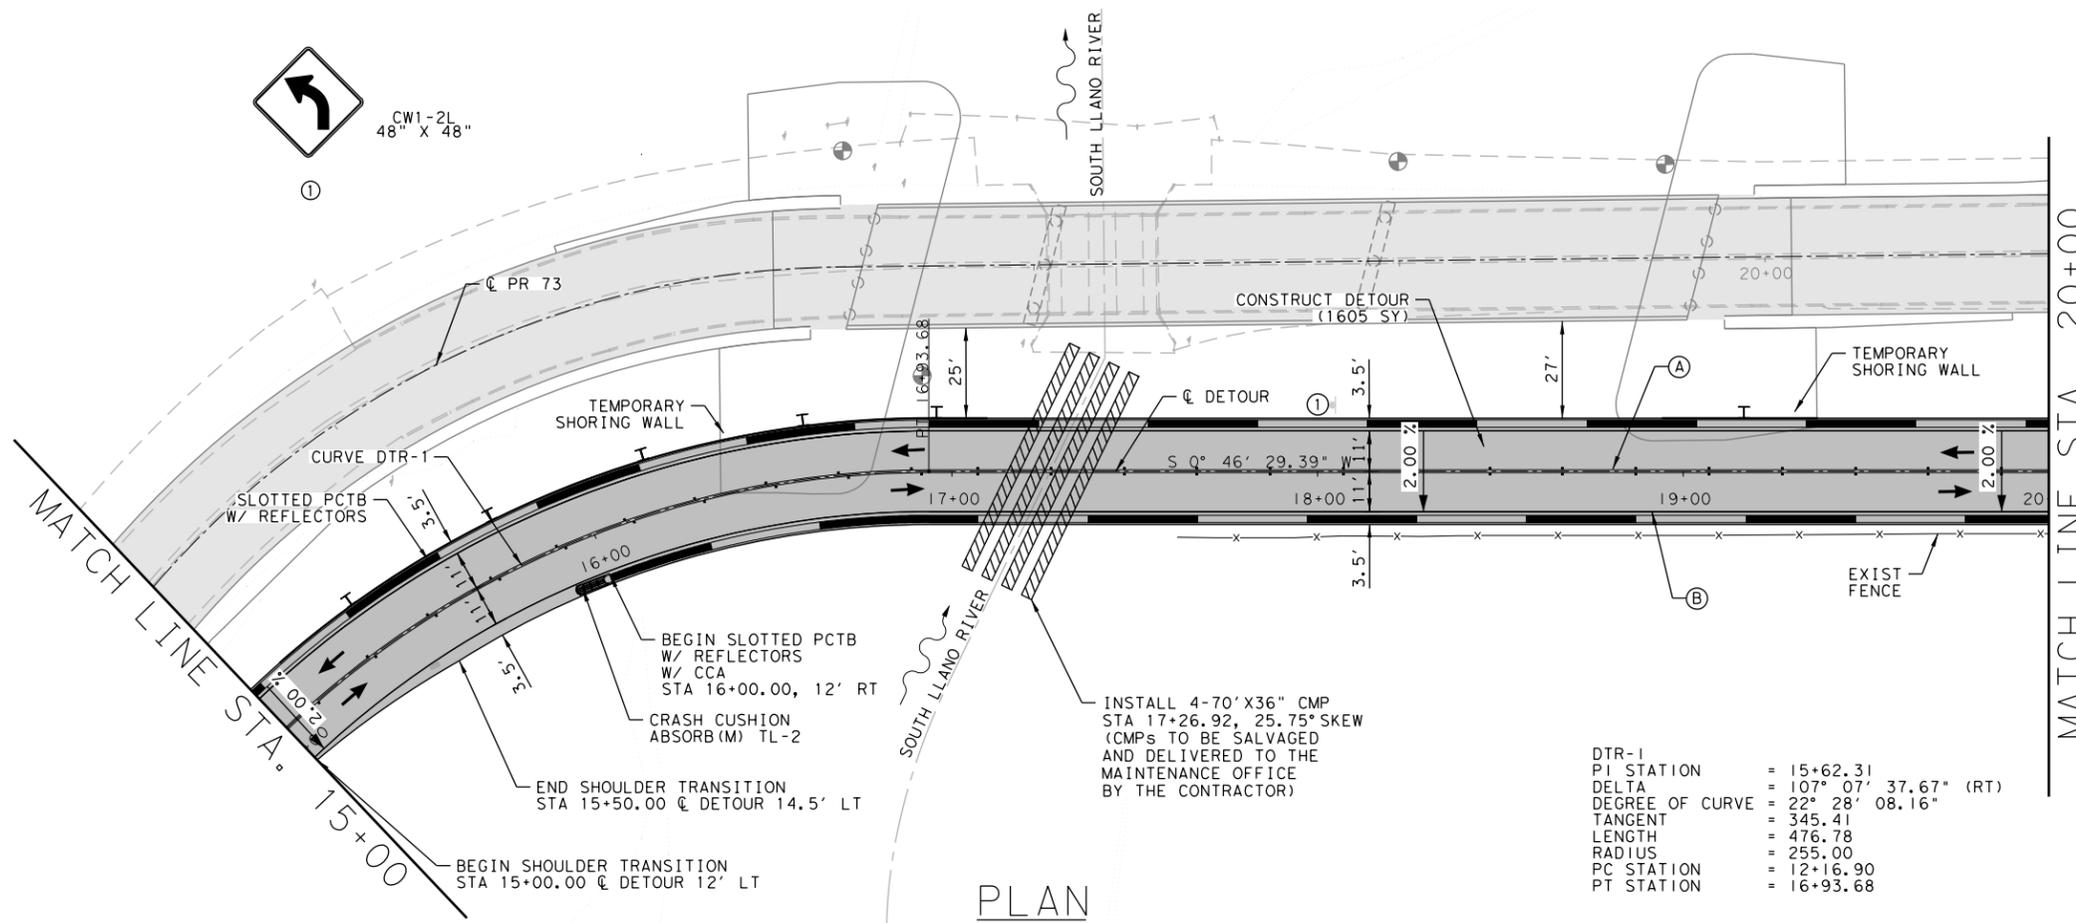 CW1-2L
48" X 48"
①
SOUTH LLANO RIVER
℄ PR 73
20+00
CONSTRUCT DETOUR
(1605 SY)
PT 16+93.68
25'
27'
3.5'
A
TEMPORARY
SHORING WALL
℄ DETOUR
①
TEMPORARY
SHORING WALL
CURVE DTR-1
SLOTTED PCTB
W/ REFLECTORS
3.5'
11'
11'
3.5'
S 0° 46' 29.39" W
11'
11'
2.00 %
2.00 %
16+00
17+00
18+00
19+00
20
3.5'
EXIST
FENCE
B
MATCH LINE STA. 15+00
2.00 %
MATCH LINE STA 20+00
BEGIN SLOTTED PCTB
W/ REFLECTORS
W/ CCA
STA 16+00.00, 12' RT
CRASH CUSHION
ABSORB(M) TL-2
END SHOULDER TRANSITION
STA 15+50.00 ℄ DETOUR 14.5' LT
BEGIN SHOULDER TRANSITION
STA 15+00.00 ℄ DETOUR 12' LT
SOUTH LLANO RIVER
INSTALL 4-70'X36" CMP
STA 17+26.92, 25.75° SKEW
(CMPs TO BE SALVAGED
AND DELIVERED TO THE
MAINTENANCE OFFICE
BY THE CONTRACTOR)
DTR-1
PI STATION = 15+62.31
DELTA = 107° 07' 37.67" (RT)
DEGREE OF CURVE = 22° 28' 08.16"
TANGENT = 345.41
LENGTH = 476.78
RADIUS = 255.00
PC STATION = 12+16.90
PT STATION = 16+93.68
PLAN